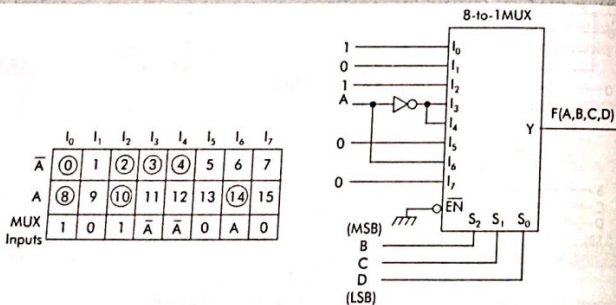 I₀ I₁ I₂ I₃ I₄ I₅ I₆ I₇
A̅ 0 1 2 3 4 5 6 7
A 8 9 10 11 12 13 14 15
MUX Inputs 1 0 1 A̅ A̅ 0 A 0
8-to-1MUX
1 I₀
0 I₁
1 I₂
A I₃
I₄
0 I₅
I₆
0 I₇
Y
F(A,B,C,D)
E̅N̅
S₂ S₁ S₀
(MSB)
B
C
D
(LSB)